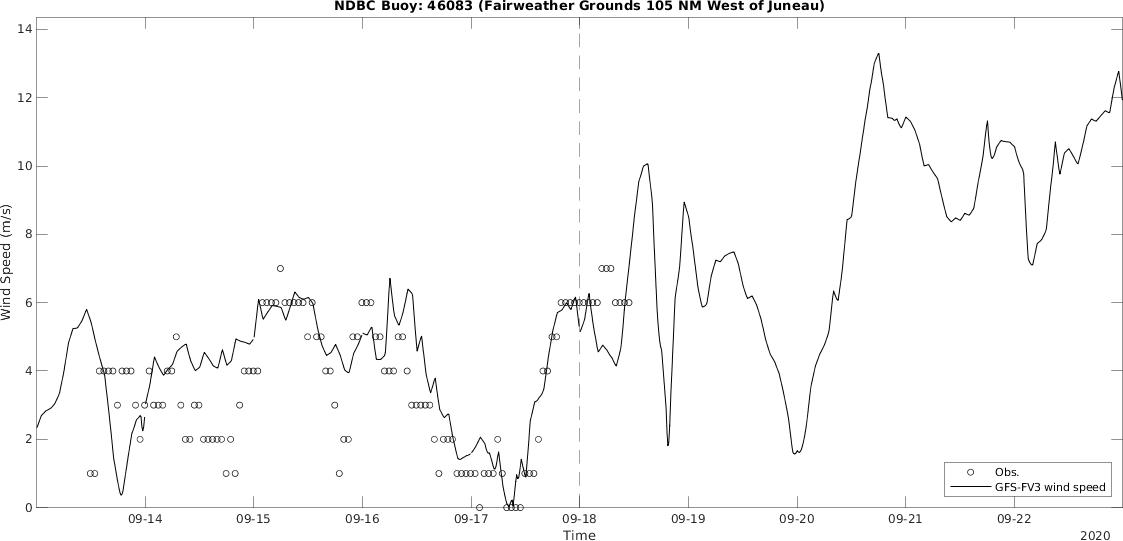 NDBC Buoy: 46083 (Fairweather Grounds 105 NM West of Juneau)
14
12
10
8
6
4
2
0
Wind Speed (m/s)
Obs.
GFS-FV3 wind speed
09-14 09-15 09-16 09-17 09-18 09-19 09-20 09-21 09-22
Time
2020